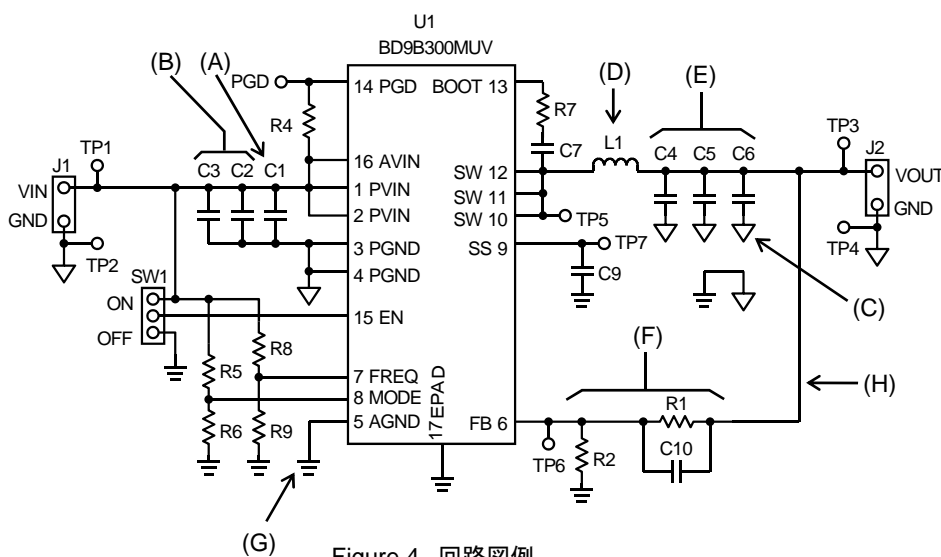 U1
BD9B300MUV
(B)
(A)
PGD
14 PGD
BOOT 13
(D)
(E)
R4
R7
TP1
C3
C2
C1
16 AVIN
C7
L1
C4
C5
C6
TP3
J1
J2
VIN
1 PVIN
SW 12
VOUT
GND
2 PVIN
SW 11
SW 10
TP5
GND
TP2
3 PGND
SS 9
TP7
TP4
4 PGND
C9
SW1
ON
15 EN
(C)
OFF
R8
R5
(F)
7 FREQ
8 MODE
(H)
R6
R9
5 AGND
17EPAD
FB 6
R1
TP6
R2
C10
(G)
Figure 4. 回路図例